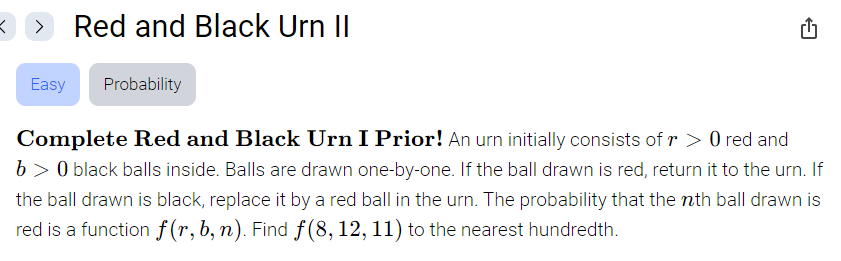 Red and Black Urn II
Easy
Probability
Complete Red and Black Urn I Prior! An urn initially consists of r > 0 red and
b > 0 black balls inside. Balls are drawn one-by-one. If the ball drawn is red, return it to the urn. If
the ball drawn is black, replace it by a red ball in the urn. The probability that the nth ball drawn is
red is a function f(r, b, n). Find f(8, 12, 11) to the nearest hundredth.